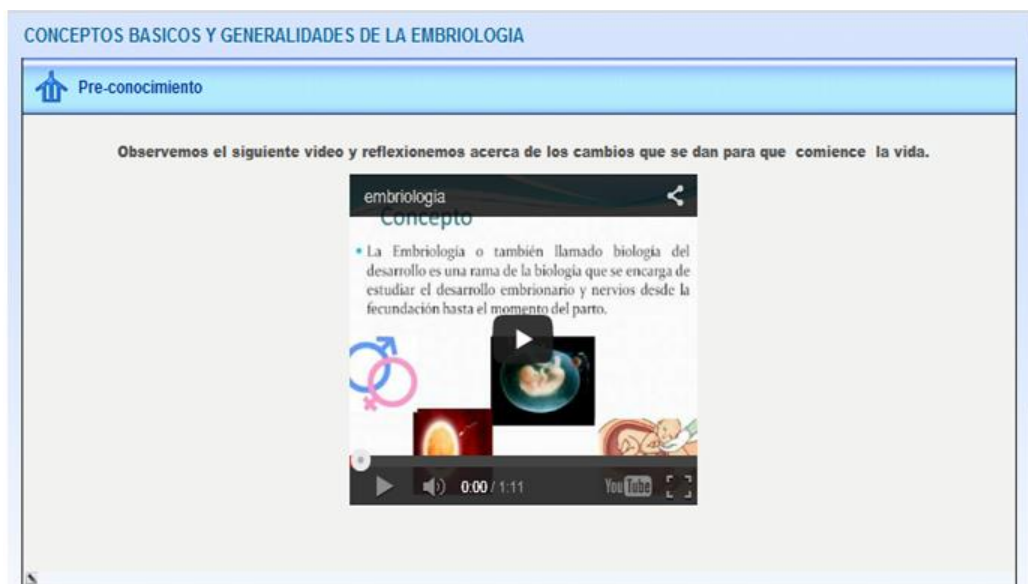 CONCEPTOS BASICOS Y GENERALIDADES DE LA EMBRIOLOGIA
Pre-conocimiento
Observemos el siguiente video y reflexionemos acerca de los cambios que se dan para que comience la vida.
embriologia
Concepto
• La Embriología o también llamado biología del
desarrollo es una rama de la biología que se encarga de
estudiar el desarrollo embrionario y nervios desde la
fecundación hasta el momento del parto.
0:00 / 1:11
YouTube